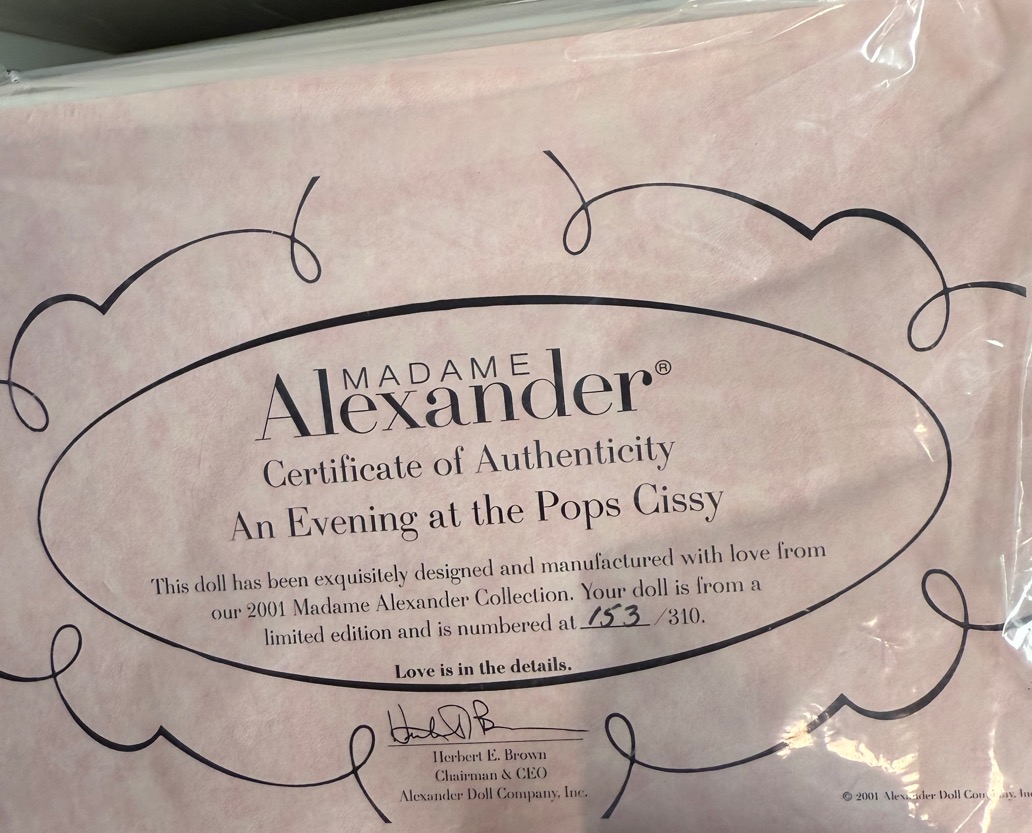 MADAME
Alexander®
Certificate of Authenticity
An Evening at the Pops Cissy
This doll has been exquisitely designed and manufactured with love from
our 2001 Madame Alexander Collection. Your doll is from a
limited edition and is numbered at 153 /310.
Love is in the details.
Herbert E. Brown
Chairman & CEO
Alexander Doll Company, Inc.
© 2001 Alexander Doll Company, Inc